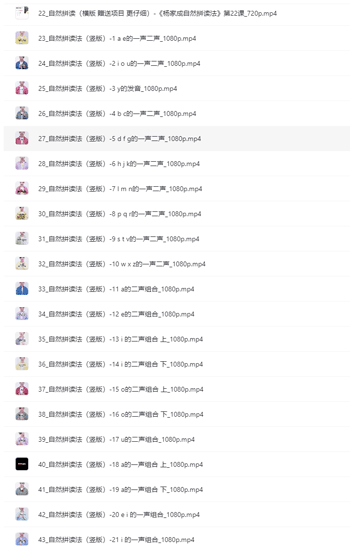 22_自然拼读（横版 赠送项目 更仔细）-《杨家成自然拼读法》第22课_720p.mp4
23_自然拼读法（竖版）-1 a e的一声二声_1080p.mp4
24_自然拼读法（竖版）-2 i o u的一声二声_1080p.mp4
25_自然拼读法（竖版）-3 y的发音_1080p.mp4
26_自然拼读法（竖版）-4 b c的一声二声_1080p.mp4
27_自然拼读法（竖版）-5 d f g的一声二声_1080p.mp4
28_自然拼读法（竖版）-6 h j k的一声二声_1080p.mp4
29_自然拼读法（竖版）-7 l m n的一声二声_1080p.mp4
30_自然拼读法（竖版）-8 p q r的一声二声_1080p.mp4
31_自然拼读法（竖版）-9 s t v的一声二声_1080p.mp4
32_自然拼读法（竖版）-10 w x z的一声二声_1080p.mp4
33_自然拼读法（竖版）-11 a的二声组合_1080p.mp4
34_自然拼读法（竖版）-12 e的二声组合_1080p.mp4
35_自然拼读法（竖版）-13 i 的二声组合 上_1080p.mp4
36_自然拼读法（竖版）-14 i 的二声组合 下_1080p.mp4
37_自然拼读法（竖版）-15 o的二声组合 上_1080p.mp4
38_自然拼读法（竖版）-16 o的二声组合 下_1080p.mp4
39_自然拼读法（竖版）-17 u的二声组合_1080p.mp4
40_自然拼读法（竖版）-18 a的一声组合 上_1080p.mp4
41_自然拼读法（竖版）-19 a的一声组合 下_1080p.mp4
42_自然拼读法（竖版）-20 e i 的一声组合_1080p.mp4
43_自然拼读法（竖版）-21 i 的一声组合_1080p.mp4